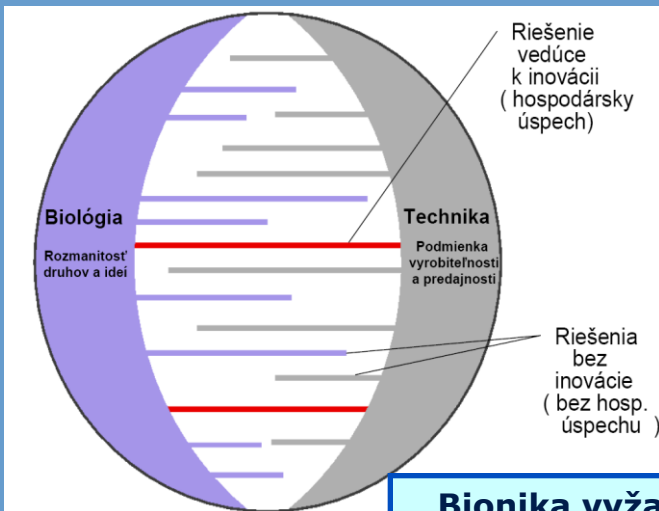 Riešenie
vedúce
k inovácii
( hospodársky
úspech)
Biológia
Rozmanitosť
druhov a ideí
Technika
Podmienka
vyrobiteľnosti
a predajnosti
Riešenia
bez
inovácie
( bez hosp.
úspechu )
Bionika